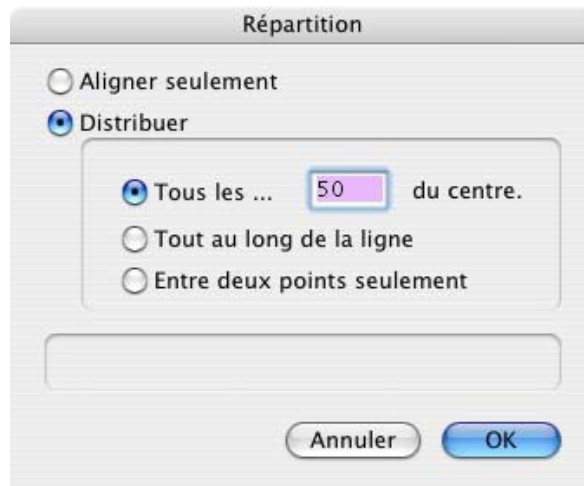 Répartition
Aligner seulement
Distribuer
Tous les ... 50 du centre.
Tout au long de la ligne
Entre deux points seulement
Annuler OK